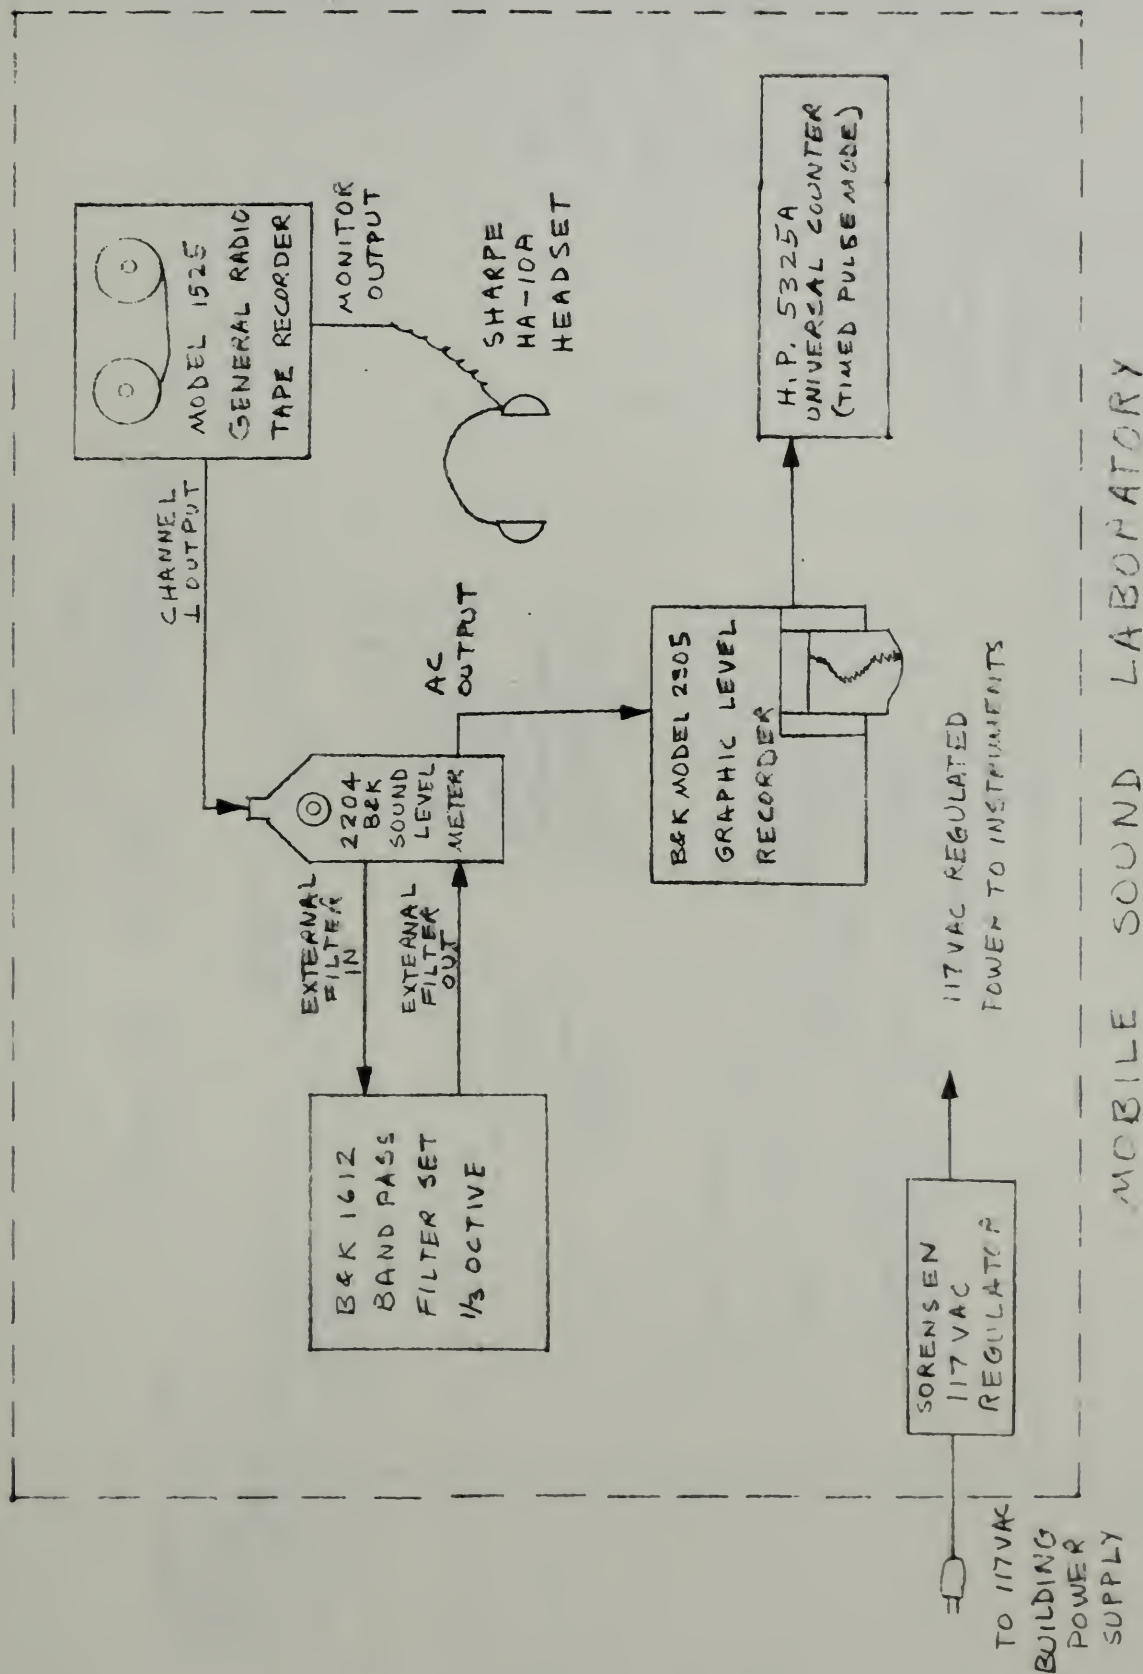 MODEL 1525
GENERAL RADIO
TAPE RECORDER
CHANNEL
1 OUTPUT
MONITOR
OUTPUT
SHARPE
HA-10A
HEADSET
2204
B&K
SOUND
LEVEL
METER
EXTERNAL
FILTER
IN
EXTERNAL
FILTER
OUT
B&K 1612
BAND PASS
FILTER SET
1/3 OCTIVE
AC
OUTPUT
B&K MODEL 2305
GRAPHIC LEVEL
RECORDER
H.P. 5325A
UNIVERSAL COUNTER
(TIMED PULSE MODE)
SORENSEN
117 VAC
REGULATOR
117 VAC REGULATED
POWER TO INSTRUMENTS
TO 117 VAC
BUILDING
POWER
SUPPLY
MOBILE SOUND LABORATORY